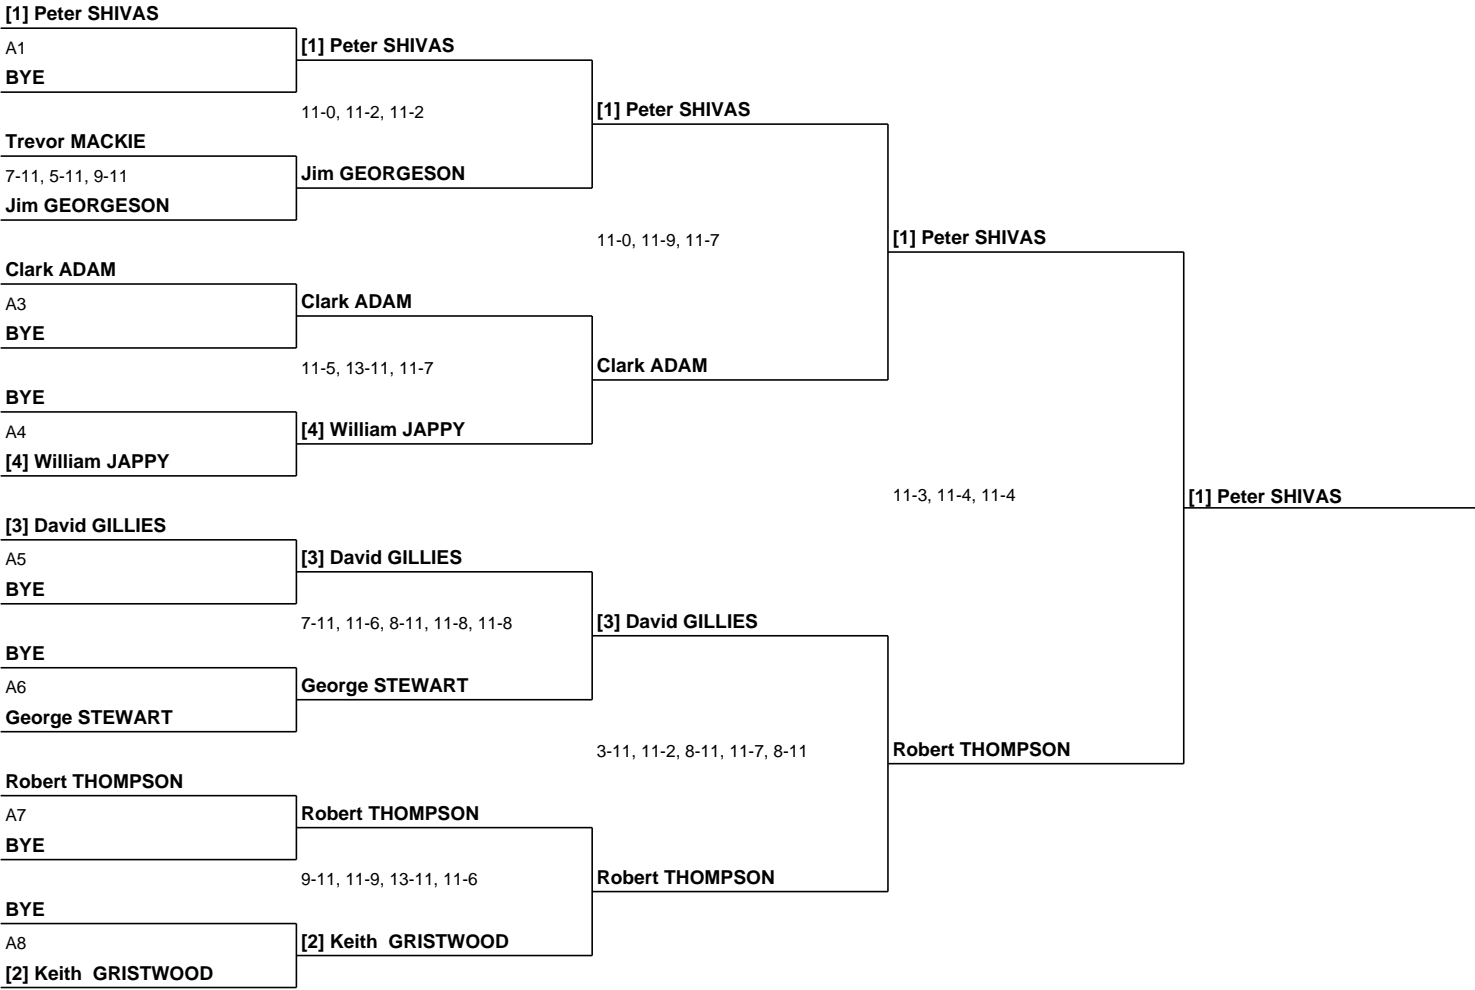 [1] Peter SHIVAS
A1
BYE
Trevor MACKIE
7-11, 5-11, 9-11
Jim GEORGESON
Clark ADAM
A3
BYE
BYE
A4
[4] William JAPPY
[3] David GILLIES
A5
BYE
BYE
A6
George STEWART
Robert THOMPSON
A7
BYE
BYE
A8
[2] Keith  GRISTWOOD
[1] Peter SHIVAS
11-0, 11-2, 11-2
Jim GEORGESON
Clark ADAM
11-5, 13-11, 11-7
[4] William JAPPY
[3] David GILLIES
7-11, 11-6, 8-11, 11-8, 11-8
George STEWART
Robert THOMPSON
9-11, 11-9, 13-11, 11-6
[2] Keith  GRISTWOOD
[1] Peter SHIVAS
11-0, 11-9, 11-7
Clark ADAM
[3] David GILLIES
3-11, 11-2, 8-11, 11-7, 8-11
Robert THOMPSON
[1] Peter SHIVAS
11-3, 11-4, 11-4
Robert THOMPSON
[1] Peter SHIVAS